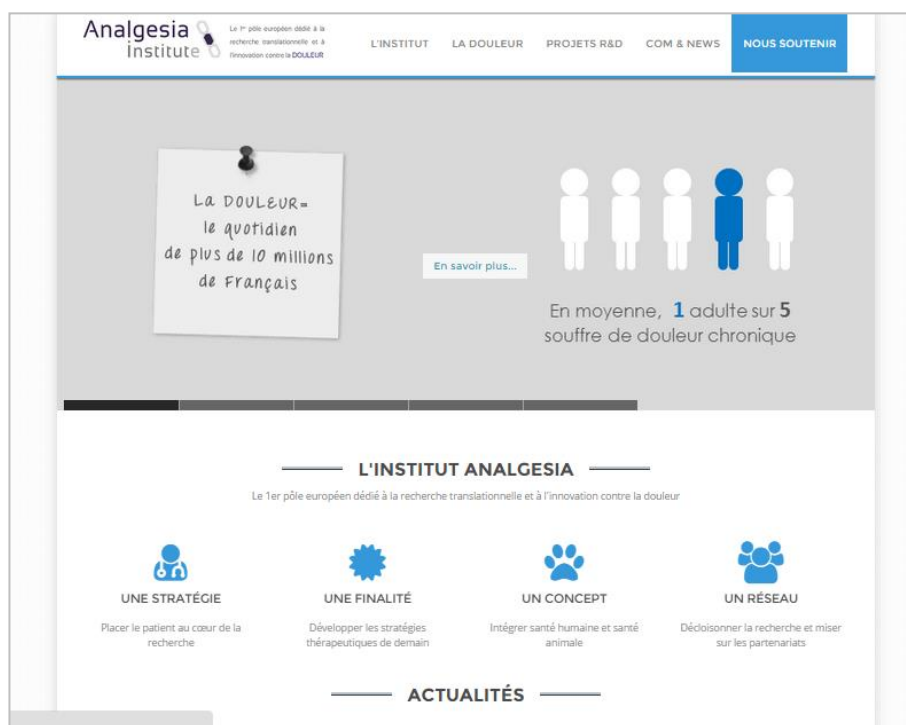 Analgesia
Institute
Le 1er pôle européen dédié à la
recherche translationnelle et à
l'innovation contre la DOULEUR
L'INSTITUT LA DOULEUR PROJETS R&D COM & NEWS NOUS SOUTENIR
La DOULEUR=
le quotidien
de plus de 10 millions
de Français
En savoir plus...
En moyenne, 1 adulte sur 5
souffre de douleur chronique
L'INSTITUT ANALGESIA
Le 1er pôle européen dédié à la recherche translationnelle et à l'innovation contre la douleur
UNE STRATÉGIE
Placer le patient au cœur de la
recherche
UNE FINALITÉ
Développer les stratégies
thérapeutiques de demain
UN CONCEPT
Intégrer santé humaine et santé
animale
UN RÉSEAU
Décloisonner la recherche et miser
sur les partenariats
ACTUALITÉS